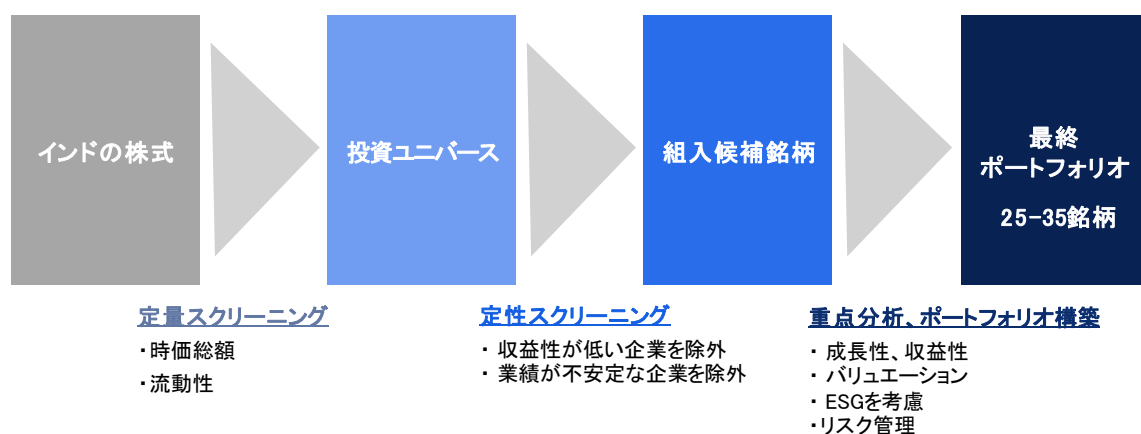 インドの株式
投資ユニバース
組入候補銘柄
最終
ポートフォリオ
25-35銘柄
定量スクリーニング
・時価総額
・流動性
定性スクリーニング
・ 収益性が低い企業を除外
・ 業績が不安定な企業を除外
重点分析、ポートフォリオ構築
・ 成長性、収益性
・ バリュエーション
・ ESGを考慮
・リスク管理